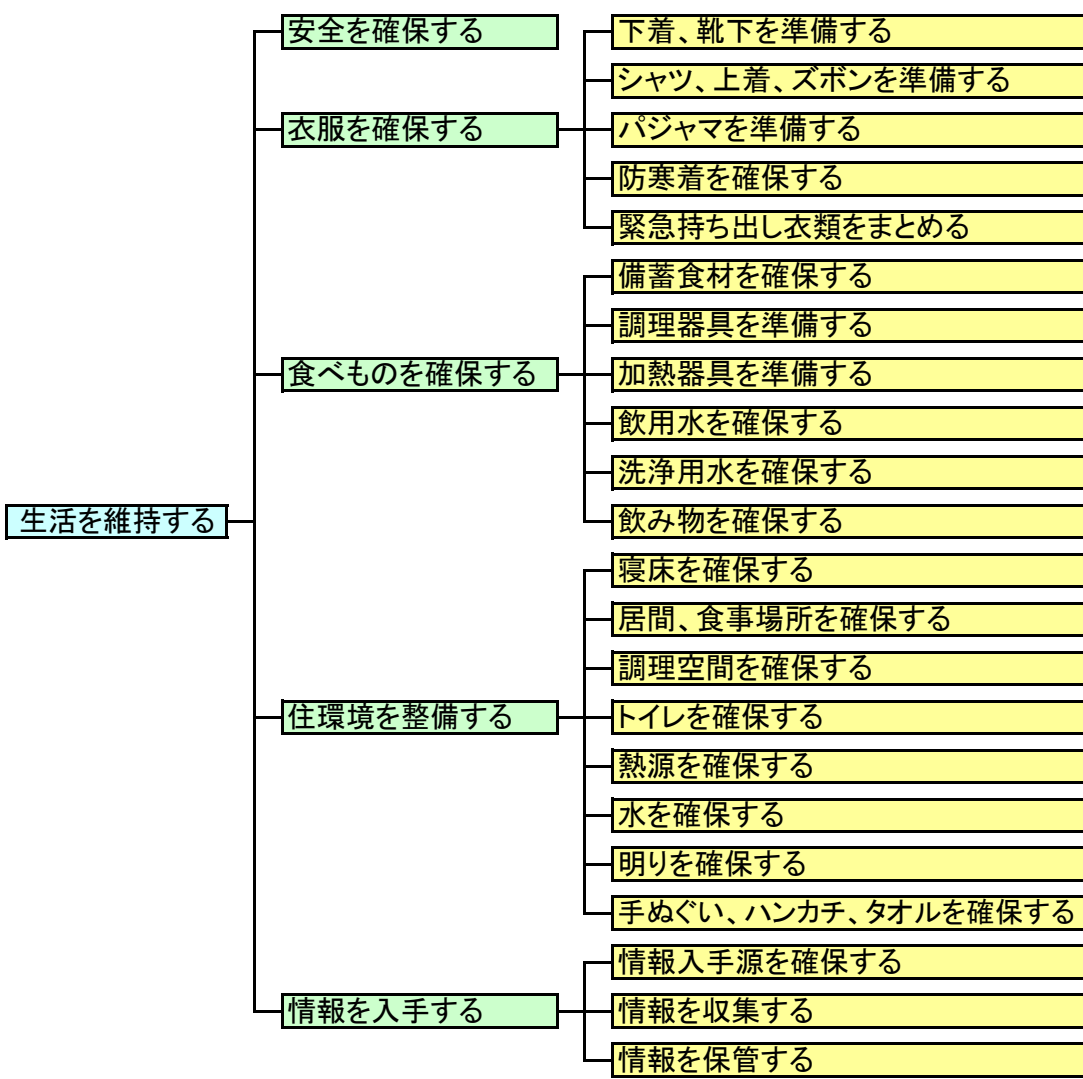 生活を維持する
安全を確保する
衣服を確保する
下着、靴下を準備する
シャツ、上着、ズボンを準備する
パジャマを準備する
防寒着を確保する
緊急持ち出し衣類をまとめる
食べものを確保する
備蓄食材を確保する
調理器具を準備する
加熱器具を準備する
飲用水を確保する
洗浄用水を確保する
飲み物を確保する
住環境を整備する
寝床を確保する
居間、食事場所を確保する
調理空間を確保する
トイレを確保する
熱源を確保する
水を確保する
明りを確保する
手ぬぐい、ハンカチ、タオルを確保する
情報を入手する
情報入手源を確保する
情報を収集する
情報を保管する